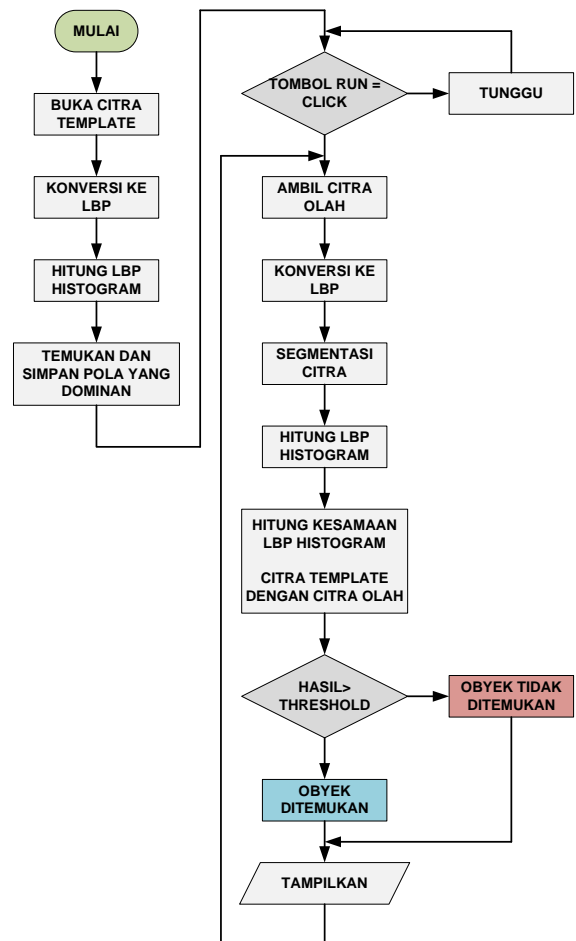 MULAI
BUKA CITRA
TEMPLATE
KONVERSI KE
LBP
HITUNG LBP
HISTOGRAM
TEMUKAN DAN
SIMPAN POLA YANG
DOMINAN
TOMBOL RUN =
CLICK
TUNGGU
AMBIL CITRA
OLAH
KONVERSI KE
LBP
SEGMENTASI
CITRA
HITUNG LBP
HISTOGRAM
HITUNG KESAMAAN
LBP HISTOGRAM
CITRA TEMPLATE
DENGAN CITRA OLAH
HASIL>
THRESHOLD
OBYEK TIDAK
DITEMUKAN
OBYEK
DITEMUKAN
TAMPILKAN